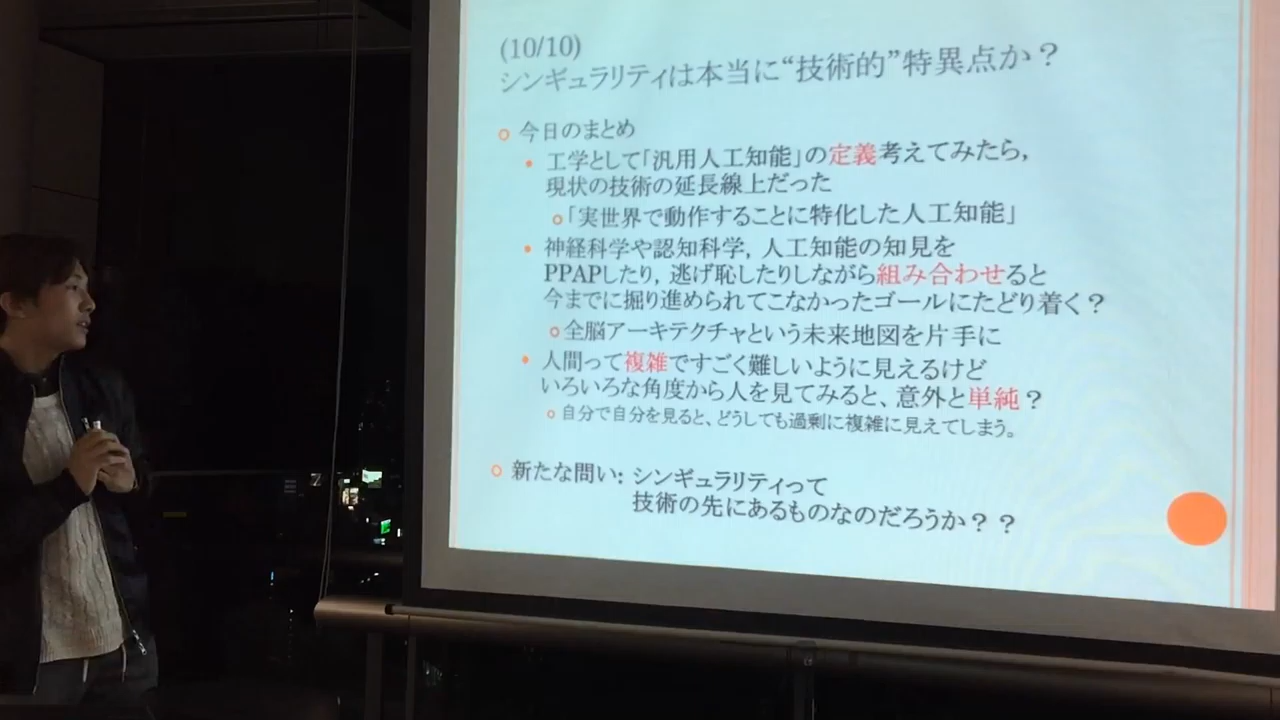 (10/10)
シンギュラリティは本当に“技術的”特異点か？
今日のまとめ
工学として「汎用人工知能」の定義考えてみたら,
現状の技術の延長線上だった
「実世界で動作することに特化した人工知能」
神経科学や認知科学, 人工知能の知見を
PPAPしたり, 逃げ恥したりしながら組み合わせると
今までに掘り進められてこなかったゴールにたどり着く？
全脳アーキテクチャという未来地図を片手に
人間って複雑ですごく難しいように見えるけど
いろいろな角度から人を見てみると、意外と単純？
自分で自分を見ると、どうしても過剰に複雑に見えてしまう。
新たな問い: シンギュラリティって
技術の先にあるものなのだろうか？？